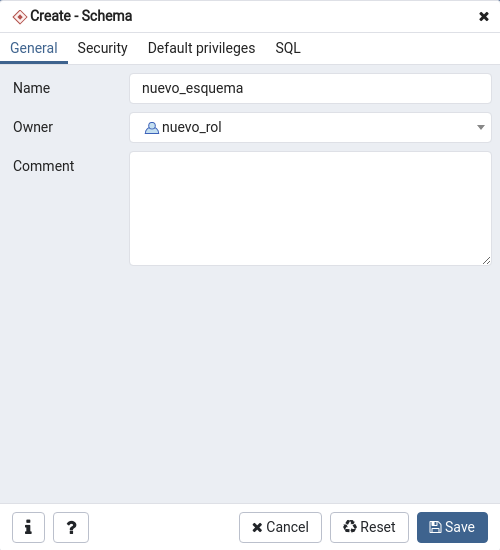 Create - Schema
General Security Default privileges SQL
Name nuevo_esquema
Owner nuevo_rol
Comment
i ? Cancel Reset Save